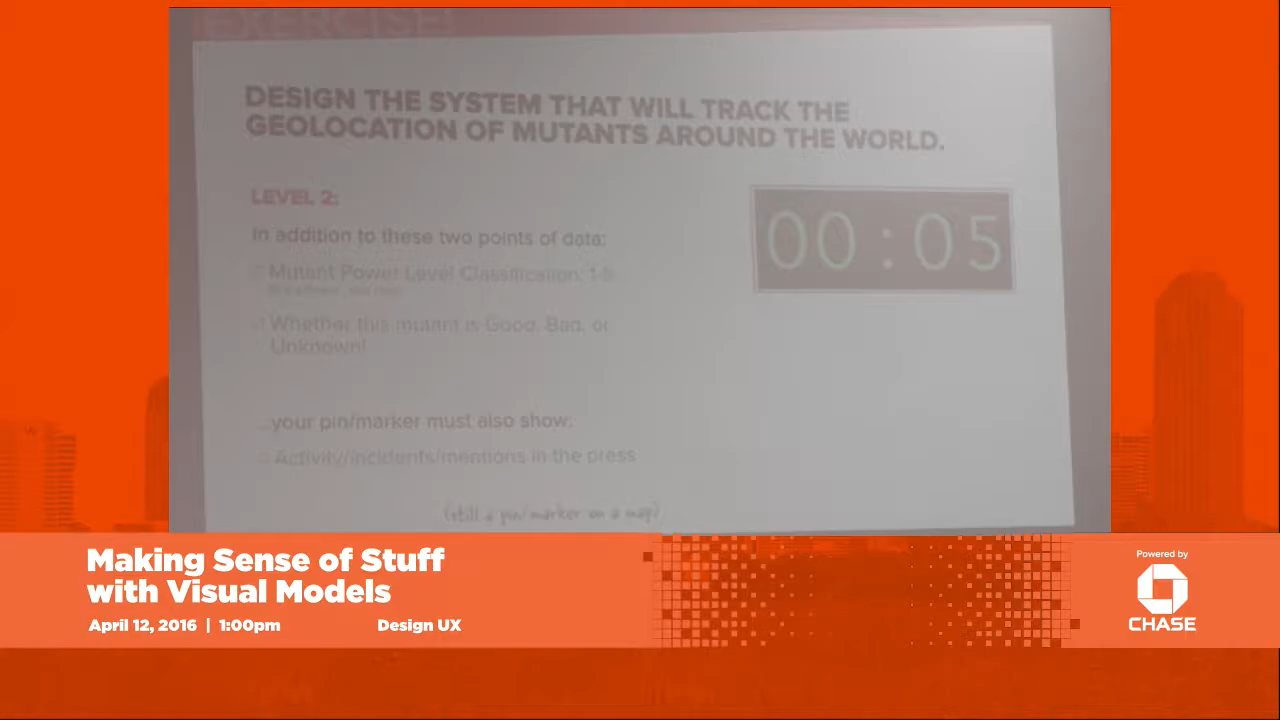 EXERCISE!
DESIGN THE SYSTEM THAT WILL TRACK THE
GEOLOCATION OF MUTANTS AROUND THE WORLD.
LEVEL 2:
In addition to these two points of data:
Mutant Power Level Classification, 1-5
Whether this mutant is Good, Bad, or
Unknown!
...your pin/marker must also show:
Activity/incidents/mentions in the press
(still a pin/marker on a map)
00:05
Making Sense of Stuff
with Visual Models
April 12, 2016 | 1:00pm
Design UX
Powered by
CHASE